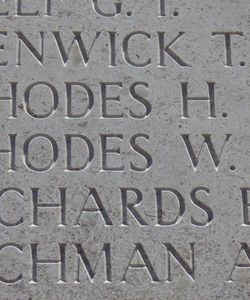 G. T.
ENWICK T.
HODES H.
HODES W.
CHARDS
CHMAN A